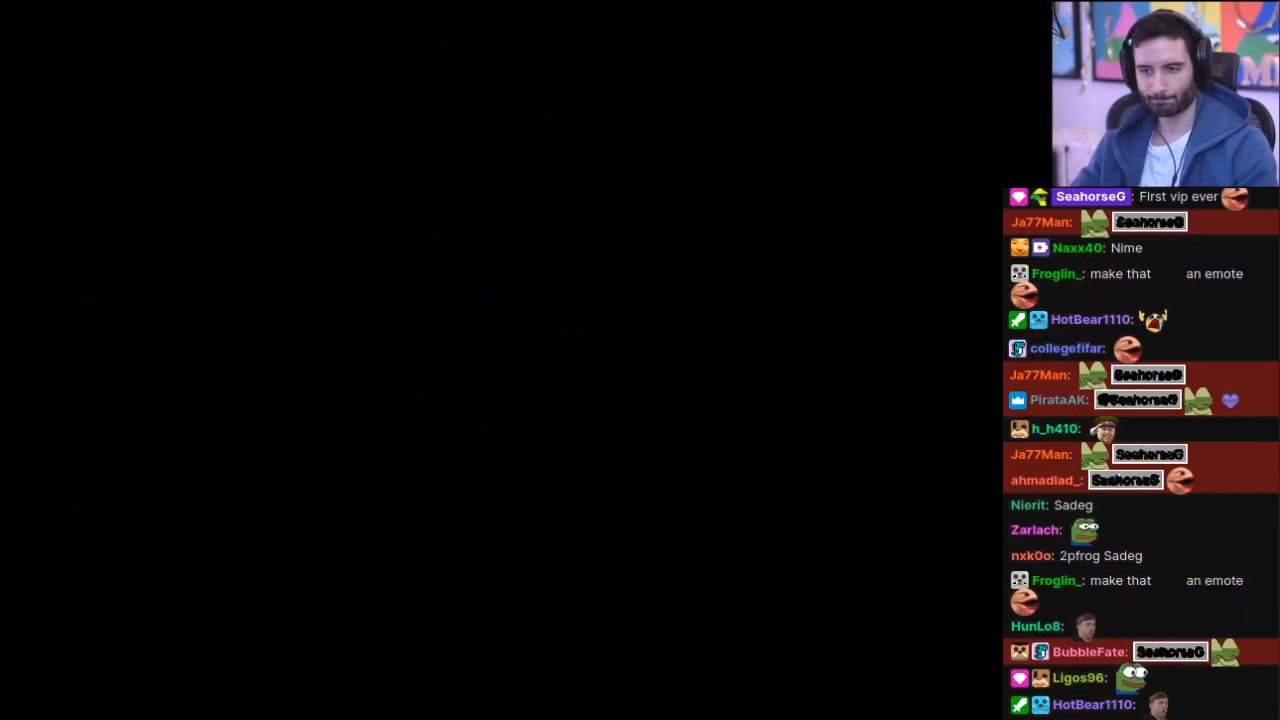 SeahorseG : First vip ever
Ja77Man: SeahorseG
Naxx40: Nime
Froglin_: make that an emote
HotBear1110:
collegefifar:
Ja77Man: SeahorseG
PirataAK: @SeahorseG
h_h410:
Ja77Man: SeahorseG
ahmadlad_: SeahorseG
Nierit: Sadeg
Zarlach:
nxk0o: 2pfrog Sadeg
Froglin_: make that an emote
HunLo8:
BubbleFate: SeahorseG
Ligos96:
HotBear1110: